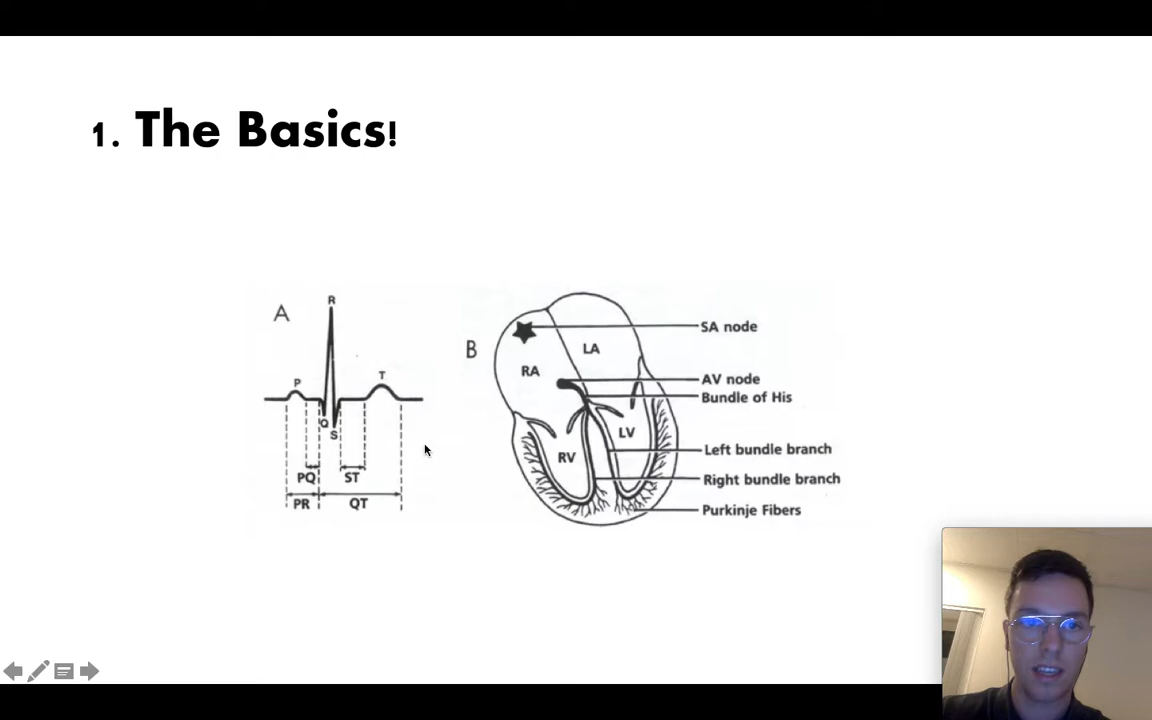 1. The Basics!
A
R
P
T
Q
S
PQ
ST
PR
QT
B
SA node
LA
RA
AV node
Bundle of His
LV
RV
Left bundle branch
Right bundle branch
Purkinje Fibers